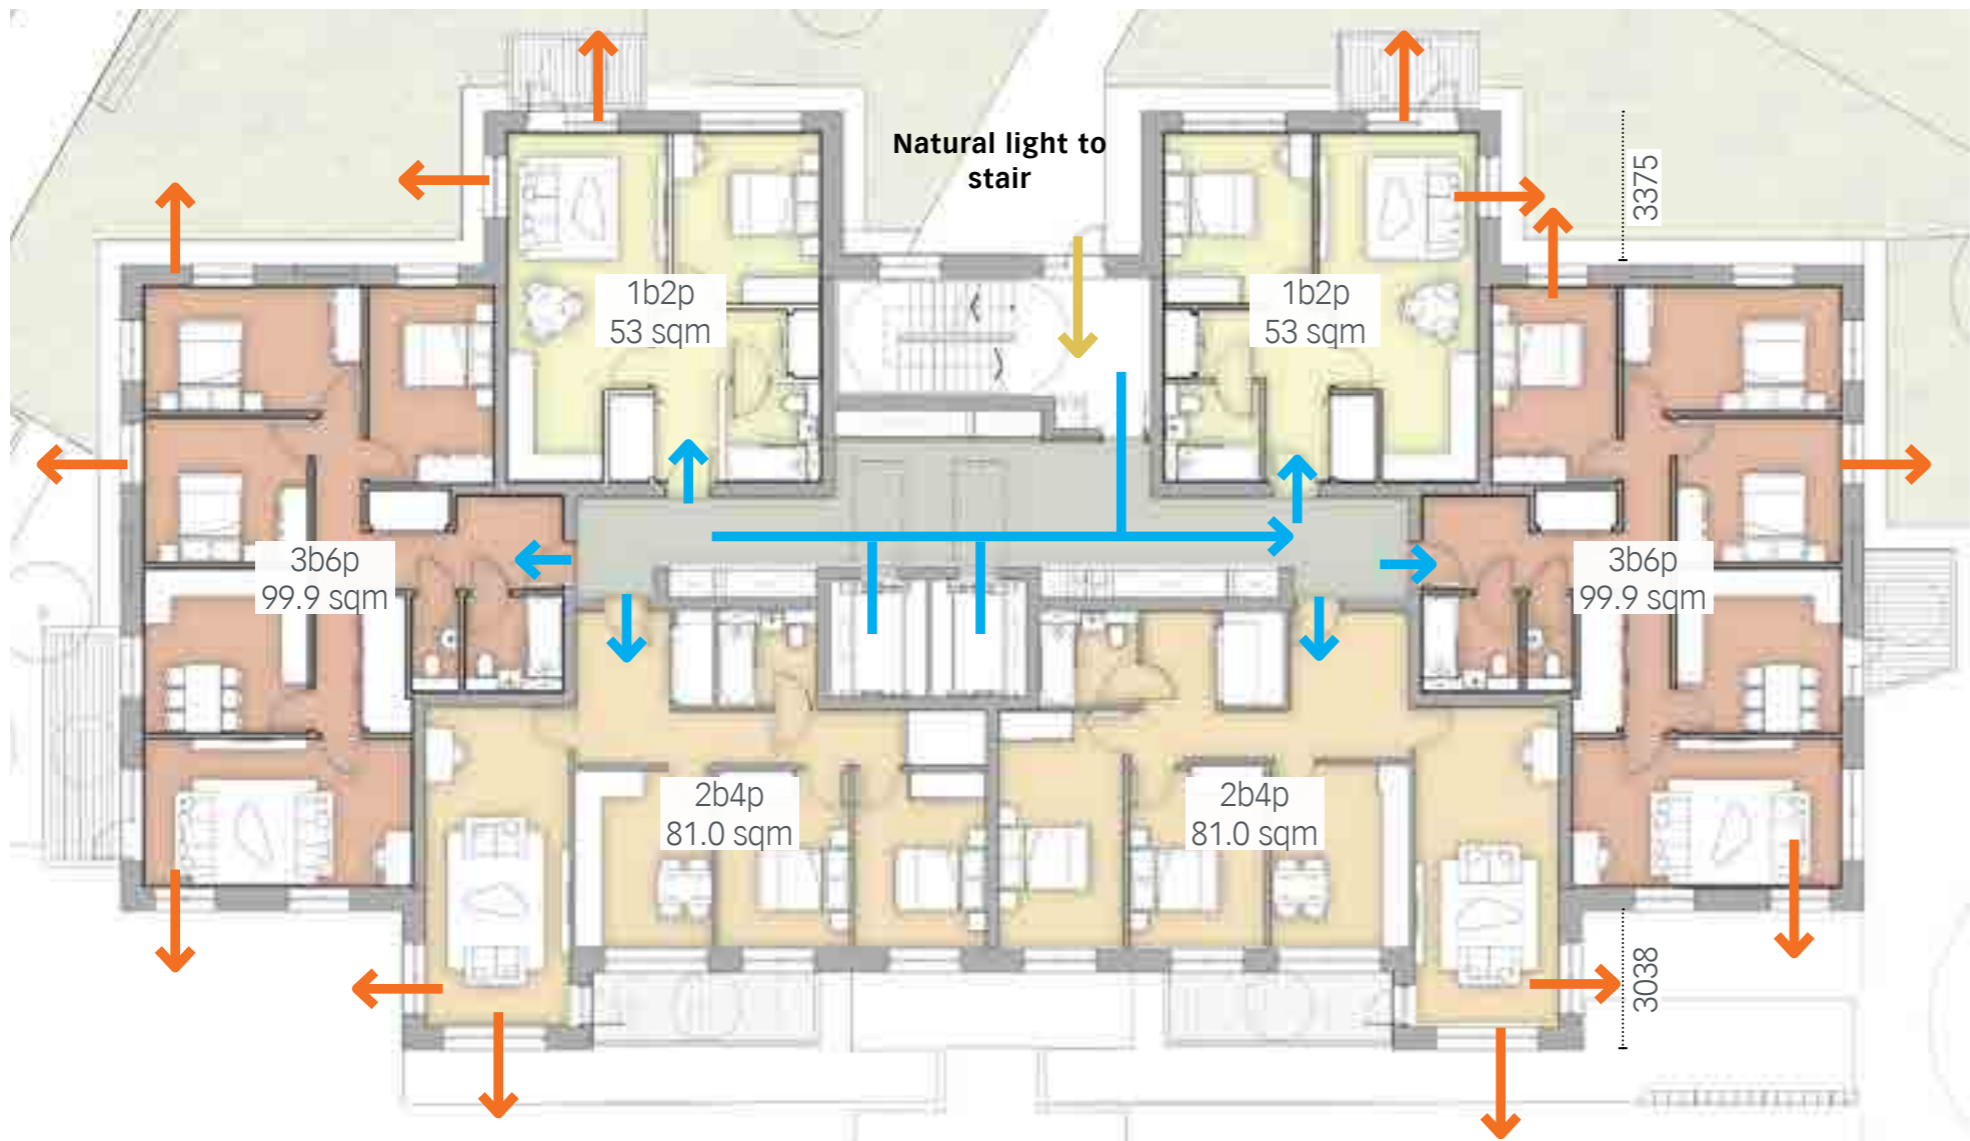 Natural light to
stair
3375
1b2p
53 sqm
1b2p
53 sqm
3b6p
99.9 sqm
3b6p
99.9 sqm
2b4p
81.0 sqm
2b4p
81.0 sqm
3038